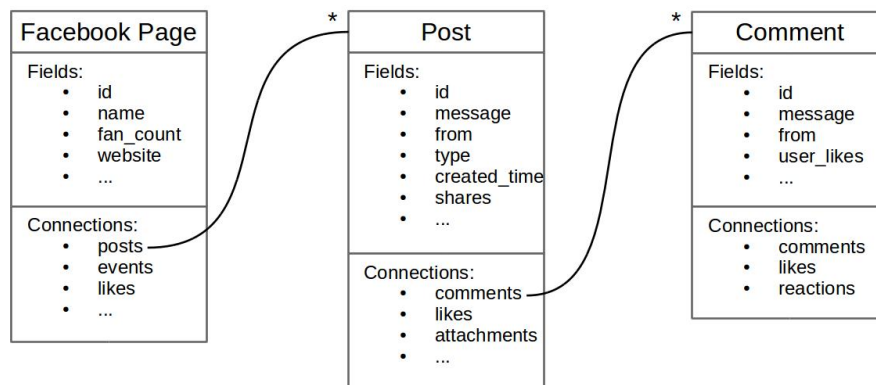 Facebook Page
Fields:
• id
• name
• fan_count
• website
• ...
Connections:
• posts
• events
• likes
• ...
*
Post
Fields:
• id
• message
• from
• type
• created_time
• shares
• ...
Connections:
• comments
• likes
• attachments
• ...
*
Comment
Fields:
• id
• message
• from
• user_likes
• ...
Connections:
• comments
• likes
• reactions